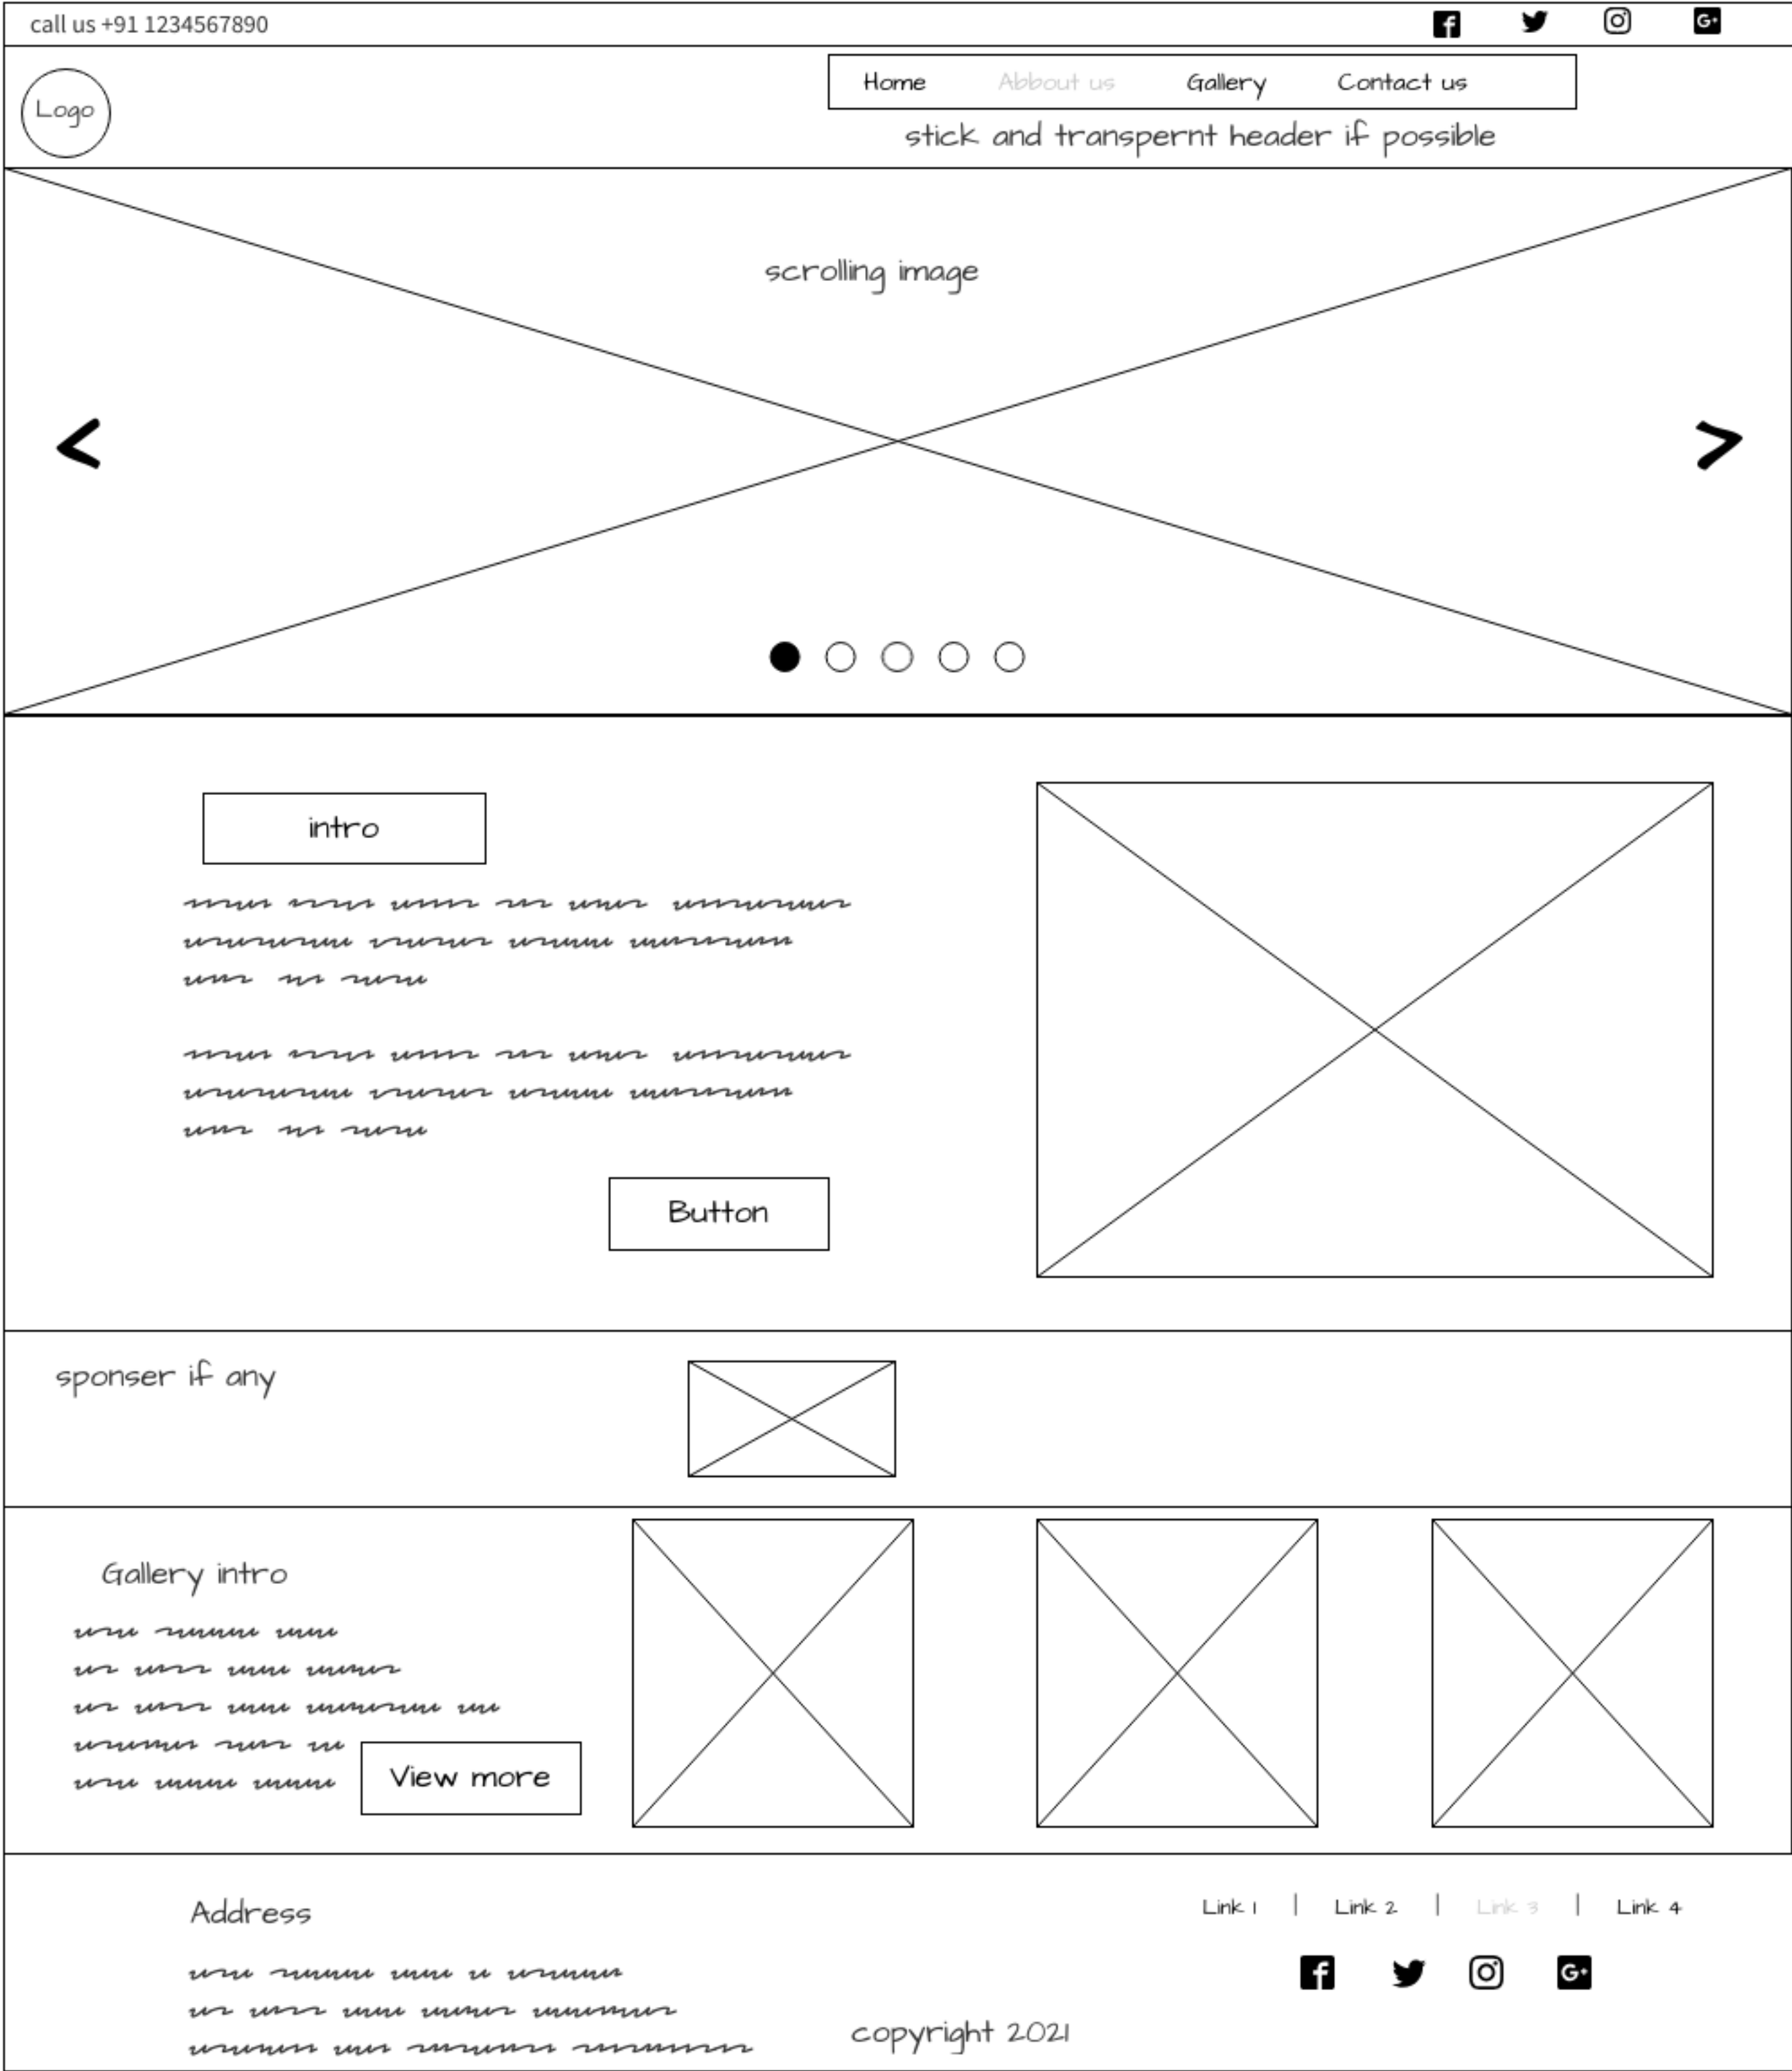 call us +91 1234567890
Logo
Home Abbout us Gallery Contact us
stick and transpernt header if possible
scrolling image
<
>
intro
Button
sponser if any
Gallery intro
View more
Address
Link 1 | Link 2 | Link 3 | Link 4
copyright 2021